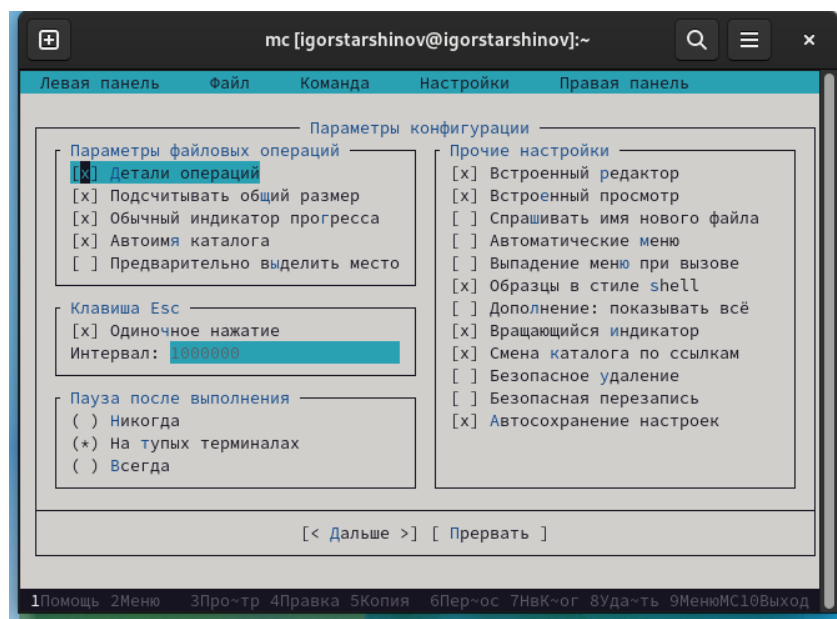 mc [igorstarshinov@igorstarshinov]:~
Левая панель Файл Команда Настройки Правая панель
Параметры конфигурации
Параметры файловых операций
[x] Детали операций
[x] Подсчитывать общий размер
[x] Обычный индикатор прогресса
[x] Автоимя каталога
[ ] Предварительно выделить место
Клавиша Esc
[x] Одиночное нажатие
Интервал: 1000000
Пауза после выполнения
( ) Никогда
(*) На тупых терминалах
( ) Всегда
Прочие настройки
[x] Встроенный редактор
[x] Встроенный просмотр
[ ] Спрашивать имя нового файла
[ ] Автоматические меню
[ ] Выпадение меню при вызове
[x] Образцы в стиле shell
[ ] Дополнение: показывать всё
[x] Вращающийся индикатор
[x] Смена каталога по ссылкам
[ ] Безопасное удаление
[ ] Безопасная перезапись
[x] Автосохранение настроек
[< Дальше >] [ Прервать ]
1Помощь 2Меню 3Про~тр 4Правка 5Копия 6Пер~ос 7НвК~ог 8Уда~ть 9МенюMC10Выход